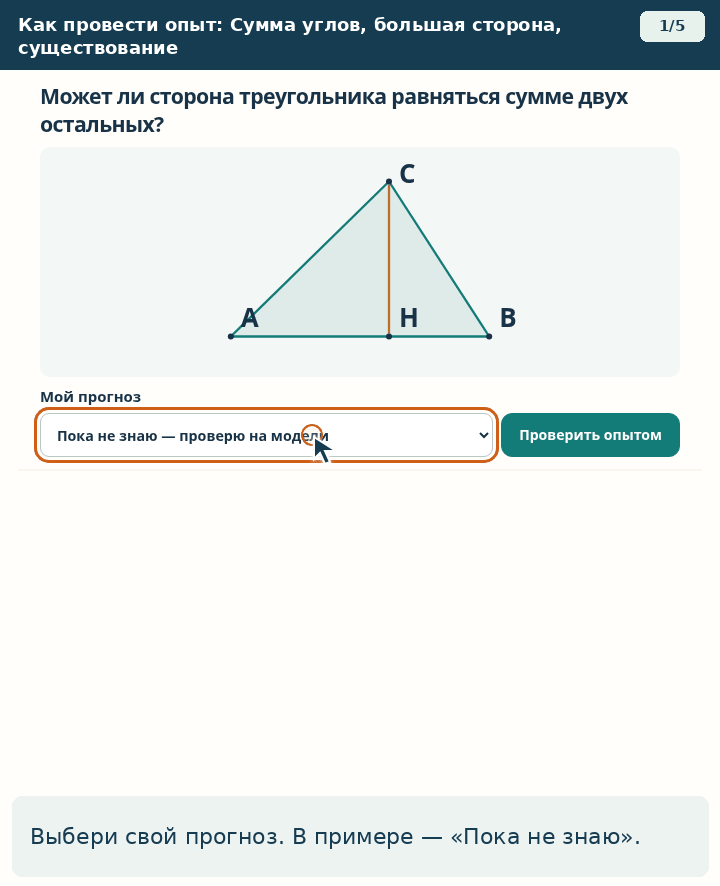 Как провести опыт: Сумма углов, большая сторона,
существование
1/5
Может ли сторона треугольника равняться сумме двух
остальных?
C
A
H
B
Мой прогноз
Пока не знаю — проверю на модели
Проверить опытом
Выбери свой прогноз. В примере — «Пока не знаю».